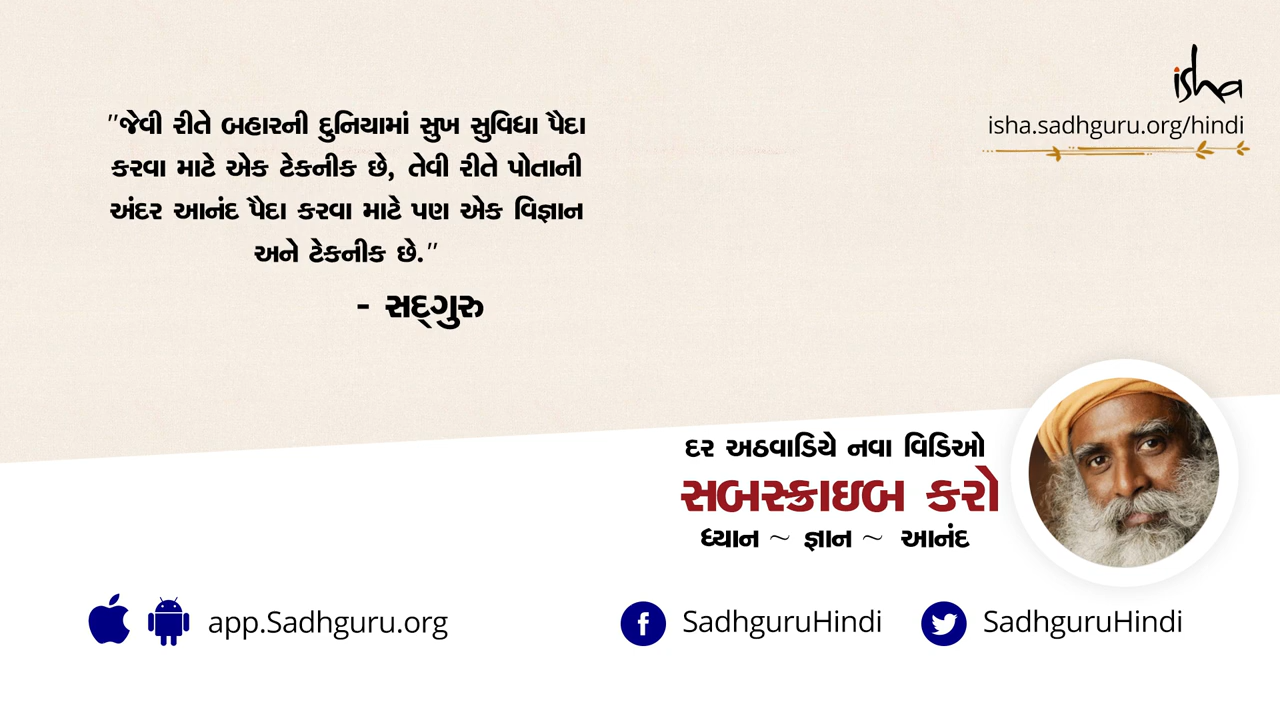 "જેવી રીતે બહારની દુનિયામાં સુખ સુવિધા પૈદા
કરવા માટે એક ટેકનીક છે, તેવી રીતે પોતાની
અંદર આનંદ પૈદા કરવા માટે પણ એક વિજ્ઞાન
અને ટેકનીક છે."
- સદ્‌ગુરુ
isha
isha.sadhguru.org/hindi
દર અઠવાડિયે નવા વિડિઓ
સબસ્ક્રાઇબ કરો
ધ્યાન ~ જ્ઞાન ~ આનંદ
app.Sadhguru.org
SadhguruHindi
SadhguruHindi